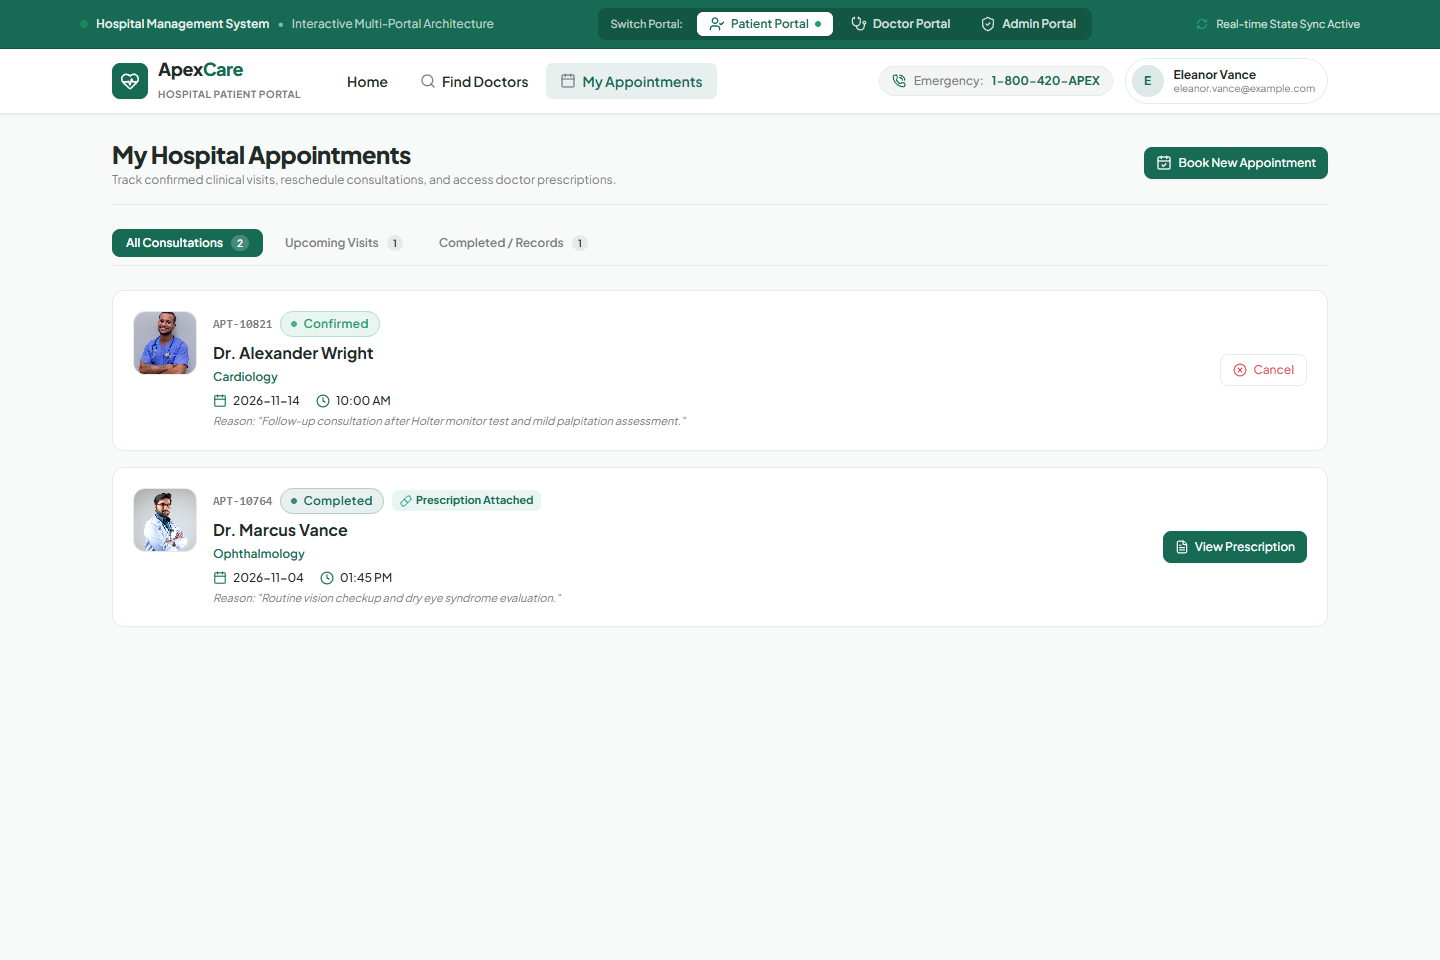 Hospital Management System • Interactive Multi-Portal Architecture
Switch Portal: Patient Portal Doctor Portal Admin Portal
Real-time State Sync Active
ApexCare
HOSPITAL PATIENT PORTAL
Home Find Doctors My Appointments
Emergency: 1-800-420-APEX
E
Eleanor Vance
eleanor.vance@example.com
My Hospital Appointments
Track confirmed clinical visits, reschedule consultations, and access doctor prescriptions.
Book New Appointment
All Consultations 2 Upcoming Visits 1 Completed / Records 1
APT-10821 Confirmed
Dr. Alexander Wright
Cardiology
2026-11-14 10:00 AM
Reason: "Follow-up consultation after Holter monitor test and mild palpitation assessment."
Cancel
APT-10764 Completed Prescription Attached
Dr. Marcus Vance
Ophthalmology
2026-11-04 01:45 PM
Reason: "Routine vision checkup and dry eye syndrome evaluation."
View Prescription